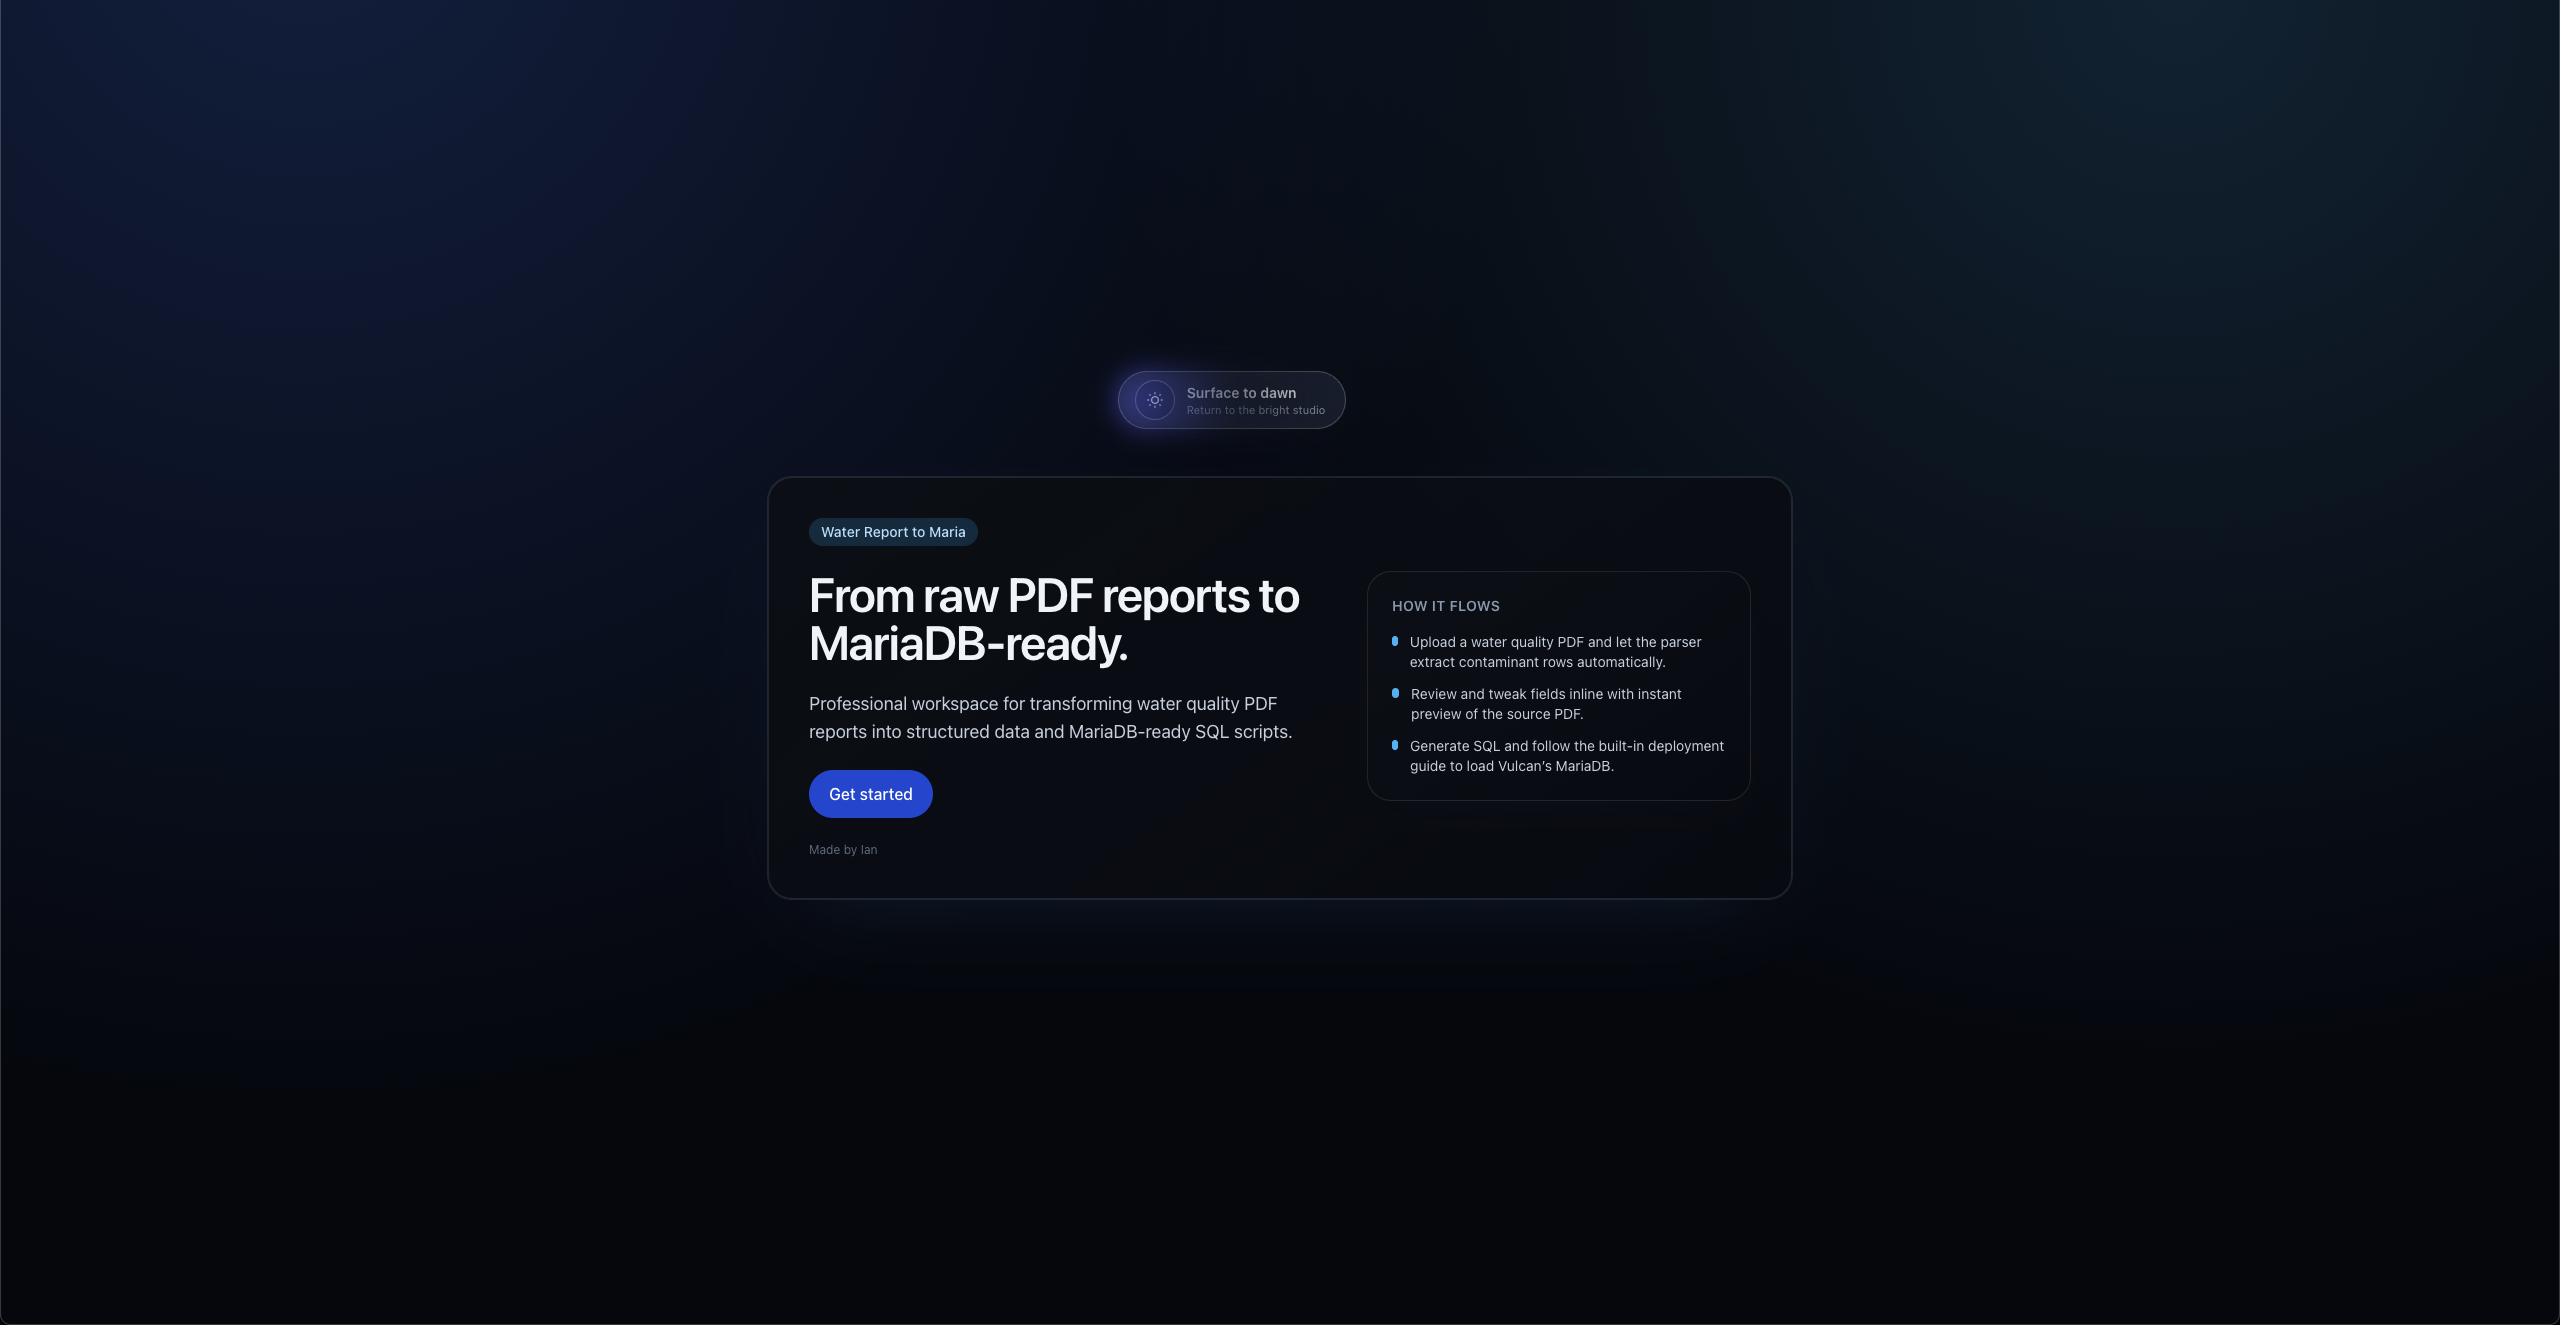 Surface to dawn
Return to the bright studio
Water Report to Maria
From raw PDF reports to
MariaDB-ready.
Professional workspace for transforming water quality PDF
reports into structured data and MariaDB-ready SQL scripts.
Get started
Made by Ian
HOW IT FLOWS
Upload a water quality PDF and let the parser
extract contaminant rows automatically.
Review and tweak fields inline with instant
preview of the source PDF.
Generate SQL and follow the built-in deployment
guide to load Vulcan's MariaDB.